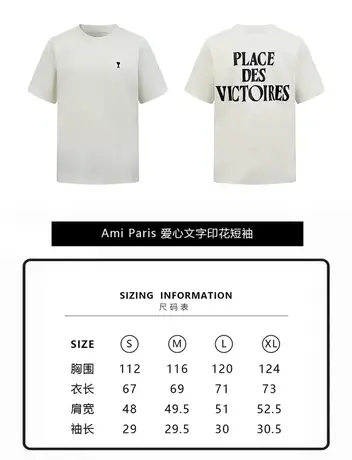 PLACE
DES
VICTOIRES
Ami Paris 爱心文字印花短袖
SIZING INFORMATION
尺码表
SIZE S M L XL
胸围 112 116 120 124
衣长 67 69 71 73
肩宽 48 49.5 51 52.5
袖长 29 29.5 30 30.5